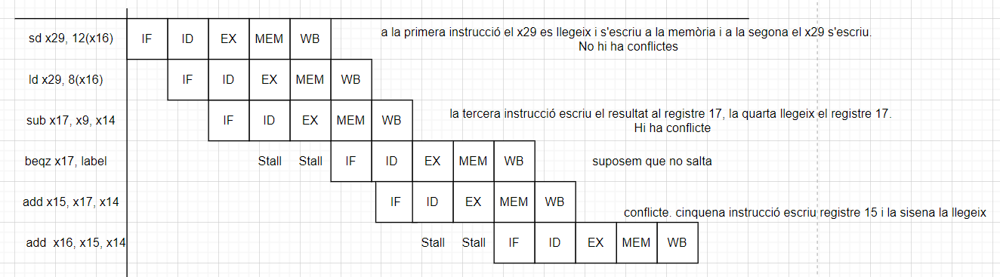 sd x29, 12(x16) IF ID EX MEM WB
a la primera instrucció el x29 es llegeix i s'escriu a la memòria i a la segona el x29 s'escriu.
No hi ha conflictes
ld x29, 8(x16) IF ID EX MEM WB
sub x17, x9, x14 IF ID EX MEM WB
la tercera instrucció escriu el resultat al registre 17, la quarta llegeix el registre 17.
Hi ha conflicte
beqz x17, label Stall Stall IF ID EX MEM WB suposem que no salta
add x15, x17, x14 IF ID EX MEM WB
conflicte. cinquena instrucció escriu registre 15 i la sisena la llegeix
add x16, x15, x14 Stall Stall IF ID EX MEM WB